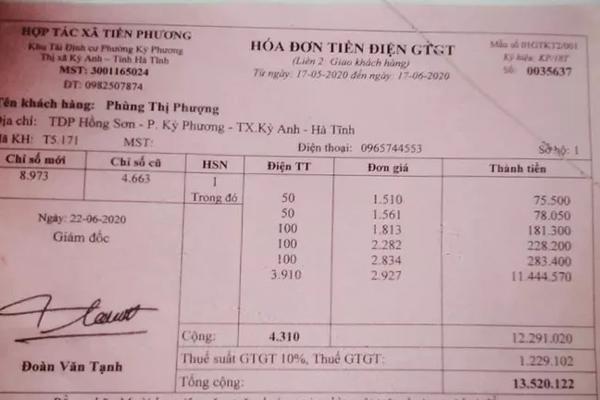 HỢP TÁC XÃ TIẾN PHƯƠNG
Khu Tái Định cư Phường Kỳ Phương
Thị xã Kỳ Anh – Tỉnh Hà Tĩnh
MST: 3001165024
ĐT: 0982507874
HÓA ĐƠN TIỀN ĐIỆN GTGT
(Liên 2 Giao khách hàng)
Từ ngày: 17-05-2020 đến ngày: 17-06-2020
Mẫu số 01GTKT2/001
Ký hiệu: KP/18T
Số: 0035637
Tên khách hàng: Phùng Thị Phượng
Địa chỉ: TDP Hồng Sơn - P. Kỳ Phương - TX.Kỳ Anh - Hà Tĩnh
Mã KH: T5.171 MST: Điện thoại: 0965744553 Số hộ: 1
Chỉ số mới Chỉ số cũ HSN Điện TT Đơn giá Thành tiền
8.973 4.663 1
Trong đó 50 1.510 75.500
50 1.561 78.050
100 1.813 181.300
100 2.282 228.200
100 2.834 283.400
3.910 2.927 11.444.570
Ngày: 22-06-2020
Giám đốc
Đoàn Văn Tạnh
Cộng: 4.310 12.291.020
Thuế suất GTGT 10%, Thuế GTGT: 1.229.102
Tổng cộng: 13.520.122